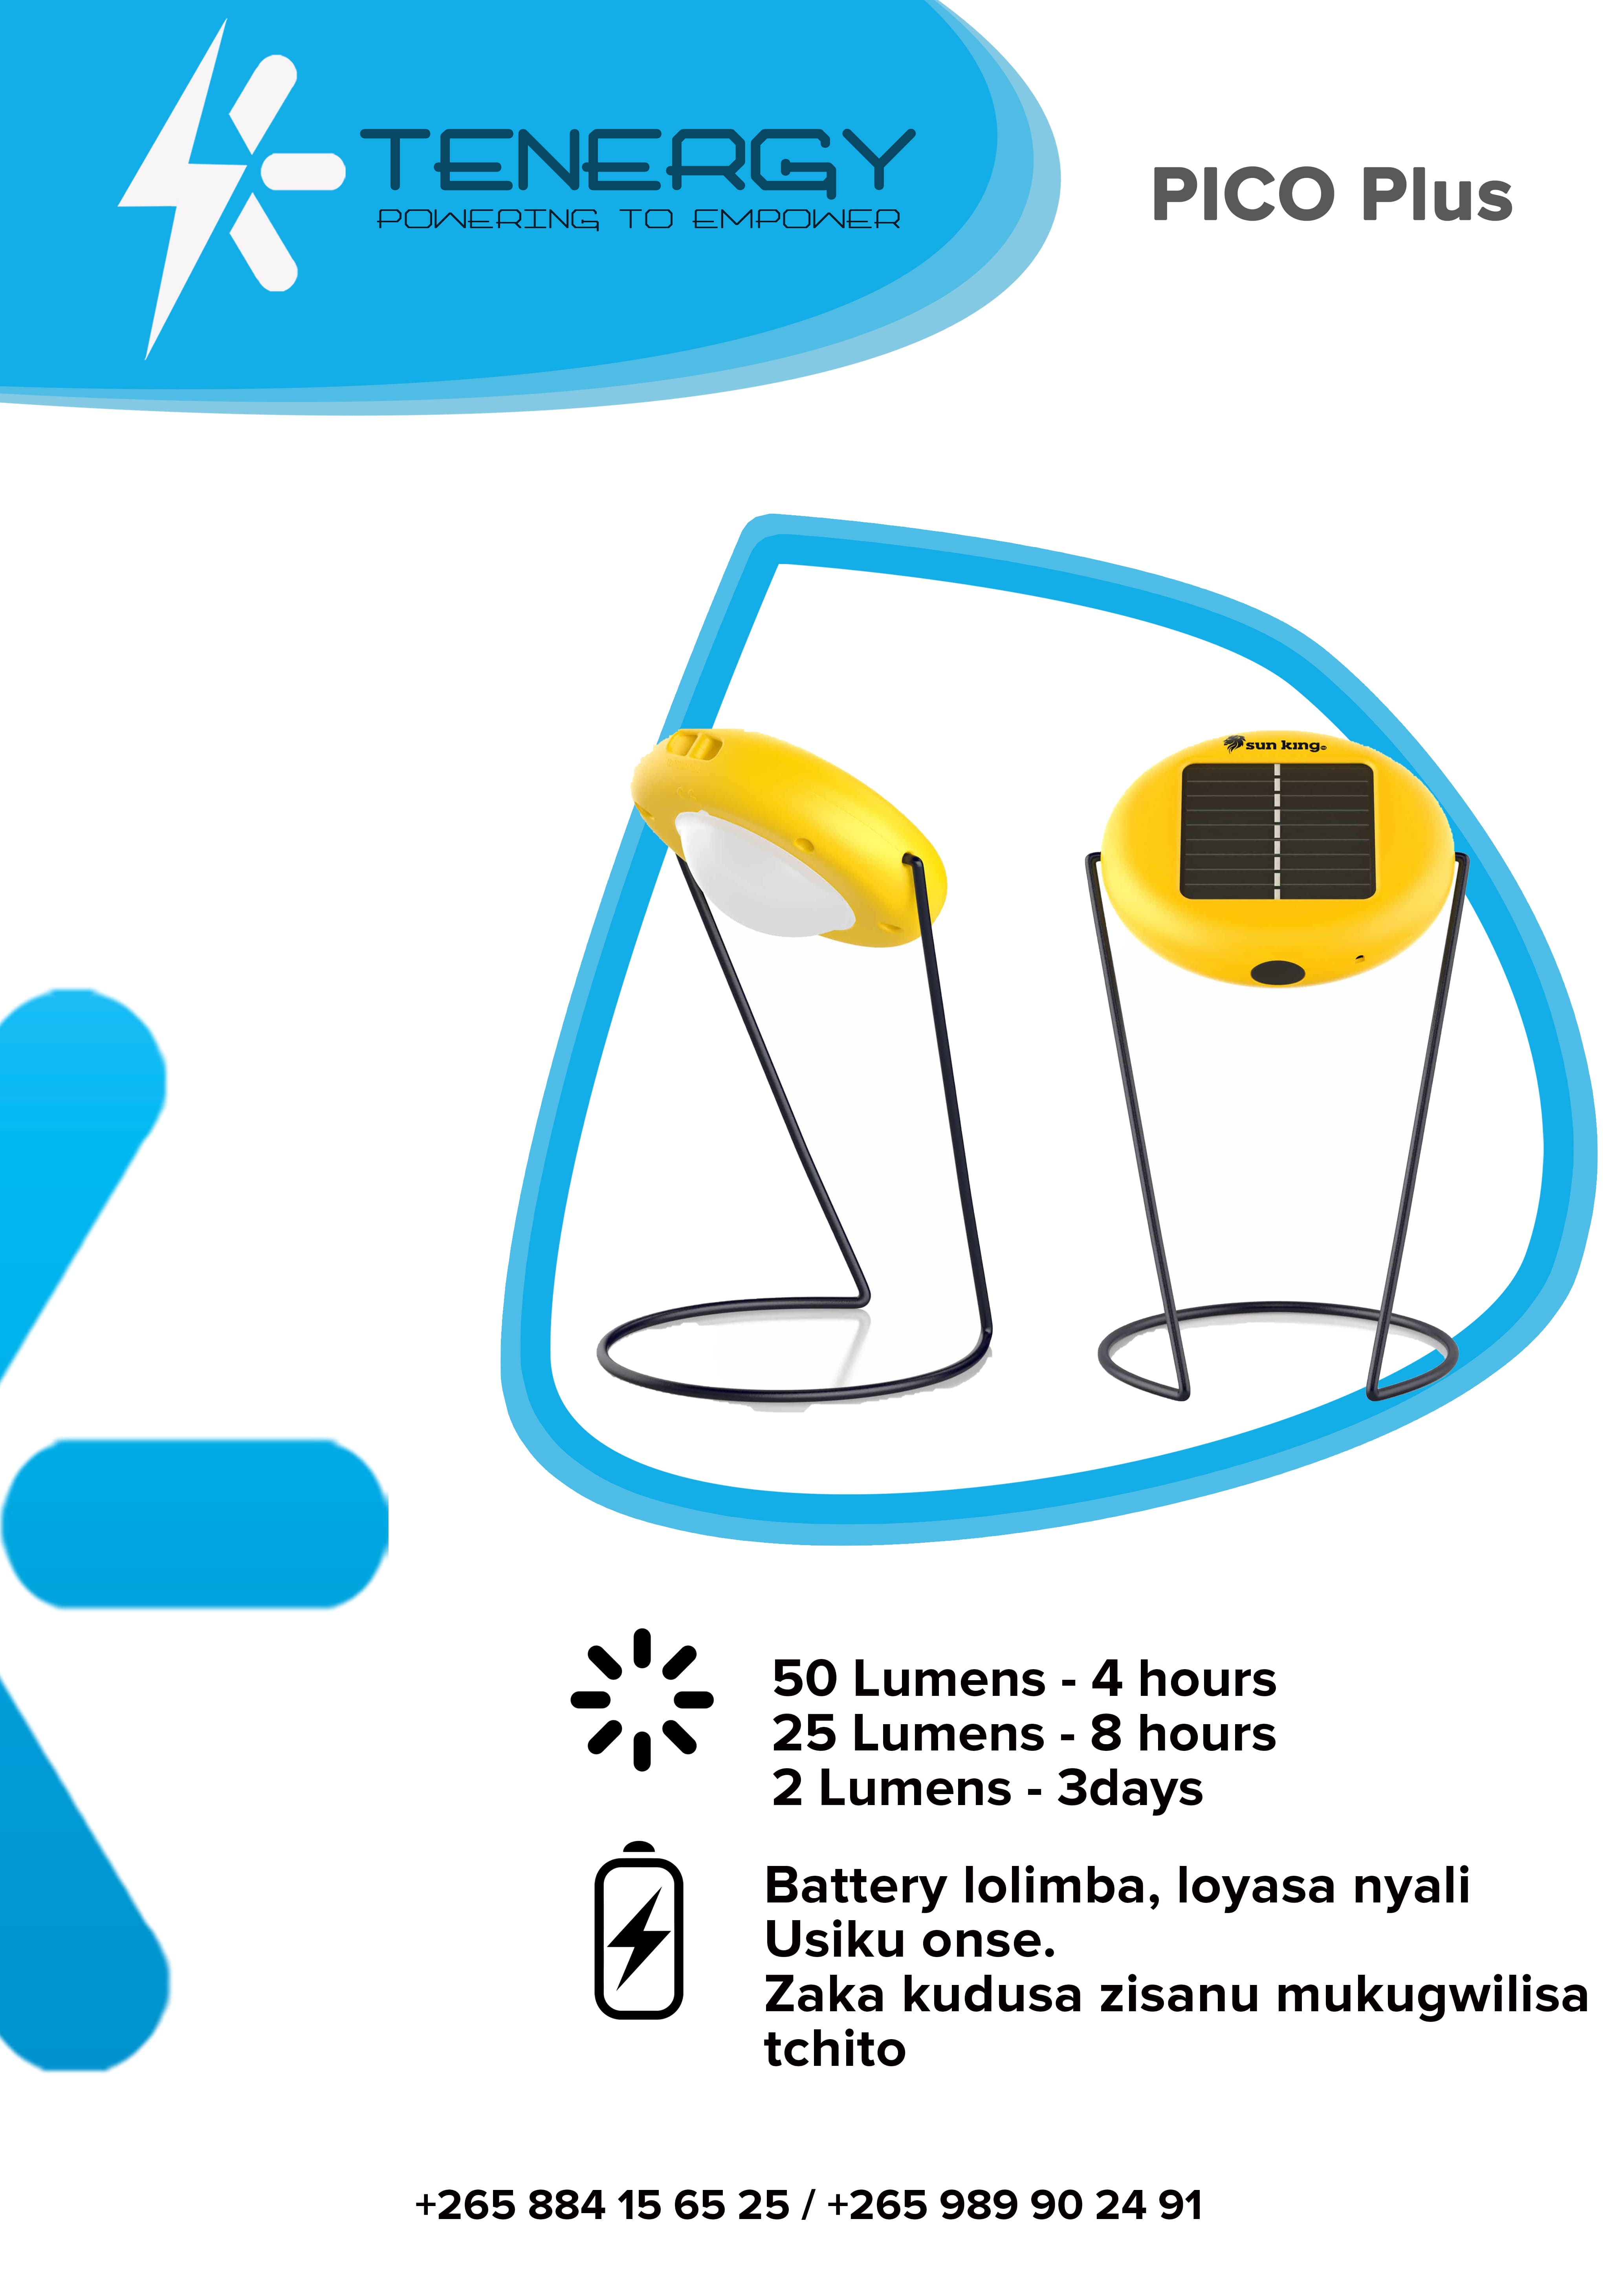 TENERGY
POWERING TO EMPOWER
PICO Plus
sun king
50 Lumens - 4 hours
25 Lumens - 8 hours
2 Lumens - 3days
Battery lolimba, loyasa nyali
Usiku onse.
Zaka kudusa zisanu mukugwilisa
tchito
+265 884 15 65 25 / +265 989 90 24 91